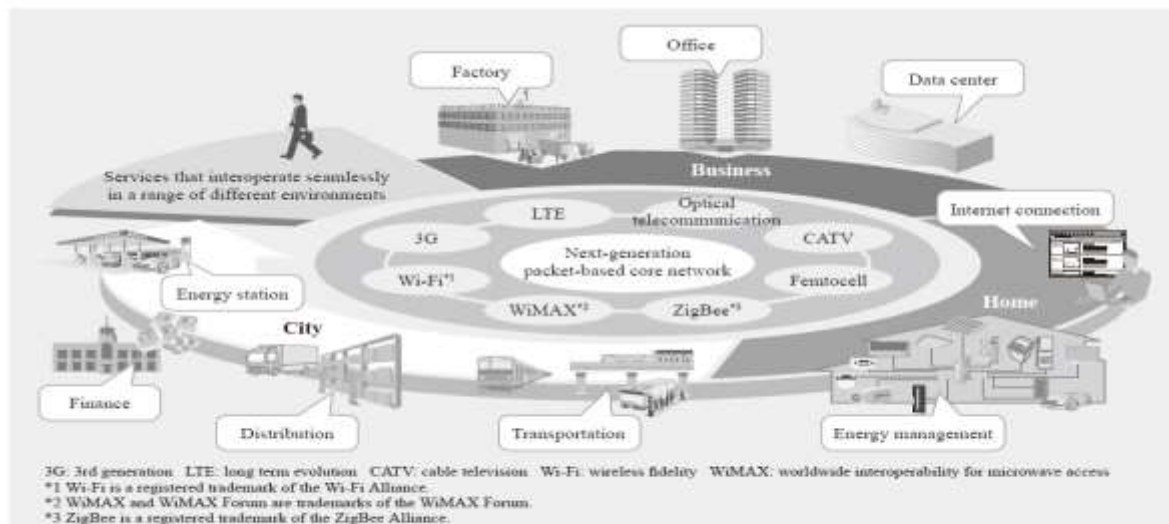 Office
Factory
Data center
Business
Services that interoperate seamlessly
in a range of different environments
Optical
telecommunication
LTE
Internet connection
3G
CATV
Next-generation
packet-based core network
Wi-Fi*1
Femtocell
Energy station
WiMAX*2
ZigBee*3
Home
City
Finance
Distribution
Transportation
Energy management
3G: 3rd generation LTE: long term evolution CATV: cable television Wi-Fi: wireless fidelity WiMAX: worldwide interoperability for microwave access
*1 Wi-Fi is a registered trademark of the Wi-Fi Alliance.
*2 WiMAX and WiMAX Forum are trademarks of the WiMAX Forum.
*3 ZigBee is a registered trademark of the ZigBee Alliance.